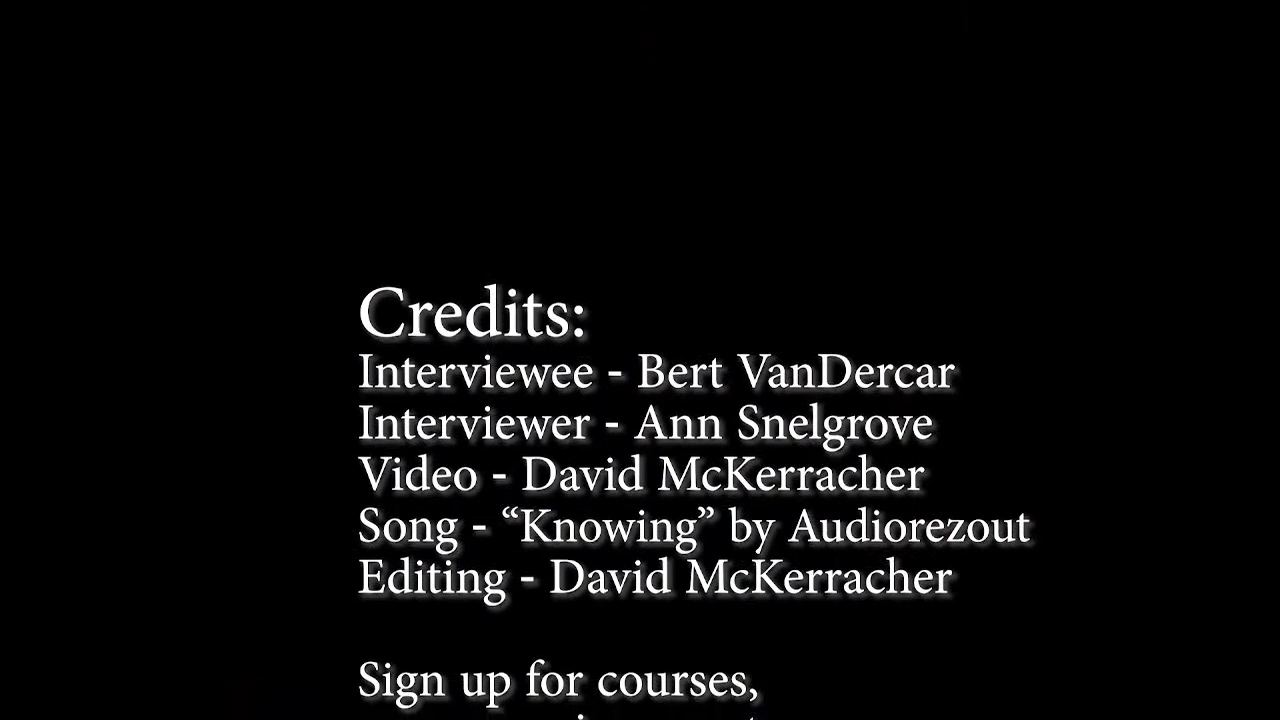 Credits:
Interviewee - Bert VanDercar
Interviewer - Ann Snelgrove
Video - David McKerracher
Song - “Knowing” by Audiorezout
Editing - David McKerracher
Sign up for courses,